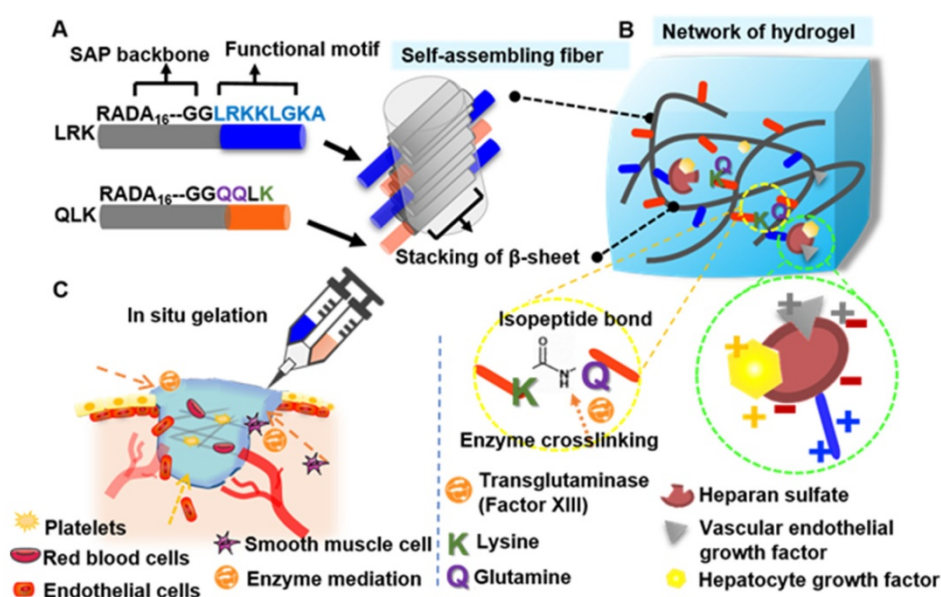 A
SAP backbone
Functional motif
RADA16--GGLRKKLGKA
LRK
RADA16--GGQQLK
QLK
Self-assembling fiber
Stacking of β-sheet
B
Network of hydrogel
K
Q
K
Q
Isopeptide bond
O
N
H
K
Q
Enzyme crosslinking
+
+
-
+
-
+
-
-
+
+
C
In situ gelation
Platelets
Red blood cells
Endothelial cells
Smooth muscle cell
Enzyme mediation
Transglutaminase
(Factor XIII)
K Lysine
Q Glutamine
Heparan sulfate
Vascular endothelial
growth factor
Hepatocyte growth factor